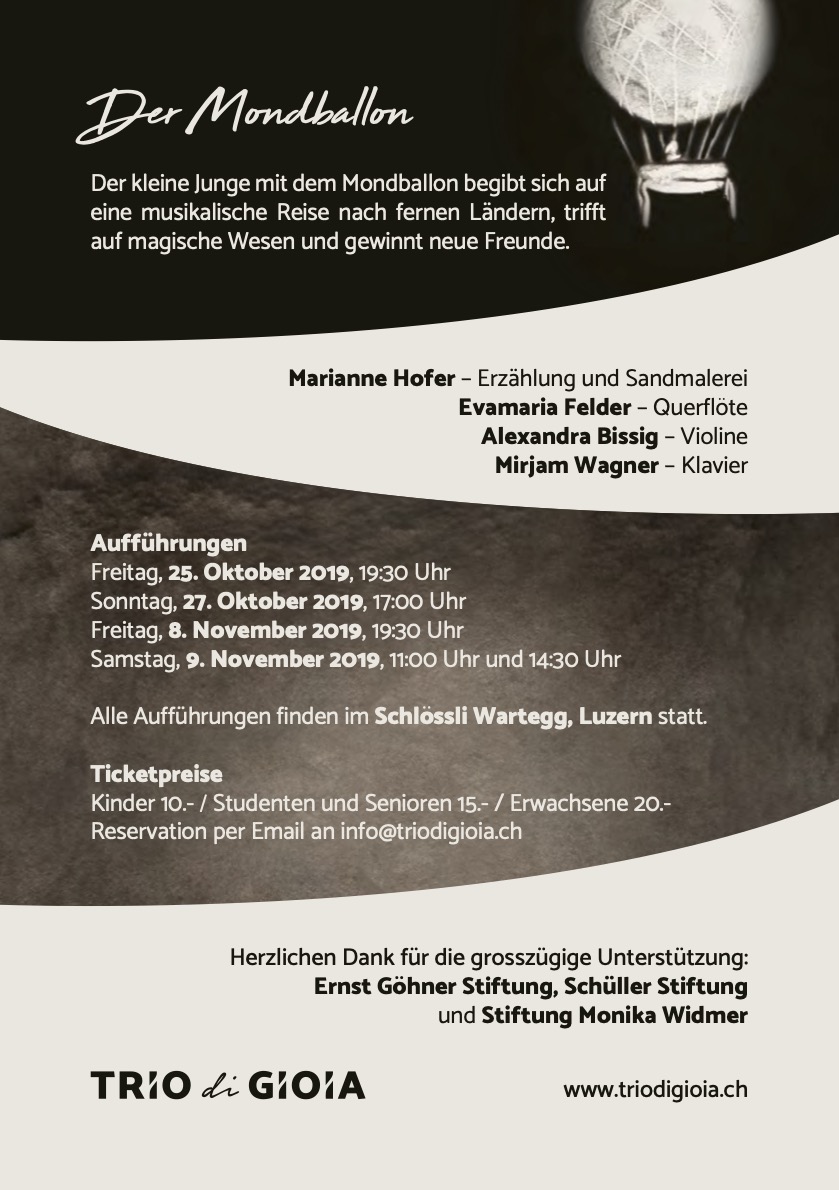 Der Mondballon
Der kleine Junge mit dem Mondballon begibt sich auf
eine musikalische Reise nach fernen Ländern, trifft
auf magische Wesen und gewinnt neue Freunde.
Marianne Hofer – Erzählung und Sandmalerei
Evamaria Felder – Querflöte
Alexandra Bissig – Violine
Mirjam Wagner – Klavier
Aufführungen
Freitag, 25. Oktober 2019, 19:30 Uhr
Sonntag, 27. Oktober 2019, 17:00 Uhr
Freitag, 8. November 2019, 19:30 Uhr
Samstag, 9. November 2019, 11:00 Uhr und 14:30 Uhr
Alle Aufführungen finden im Schlössli Wartegg, Luzern statt.
Ticketpreise
Kinder 10.- / Studenten und Senioren 15.- / Erwachsene 20.-
Reservation per Email an info@triodigioia.ch
Herzlichen Dank für die grosszügige Unterstützung:
Ernst Göhner Stiftung, Schüller Stiftung
und Stiftung Monika Widmer
TRIO di GIOIA
www.triodigioia.ch